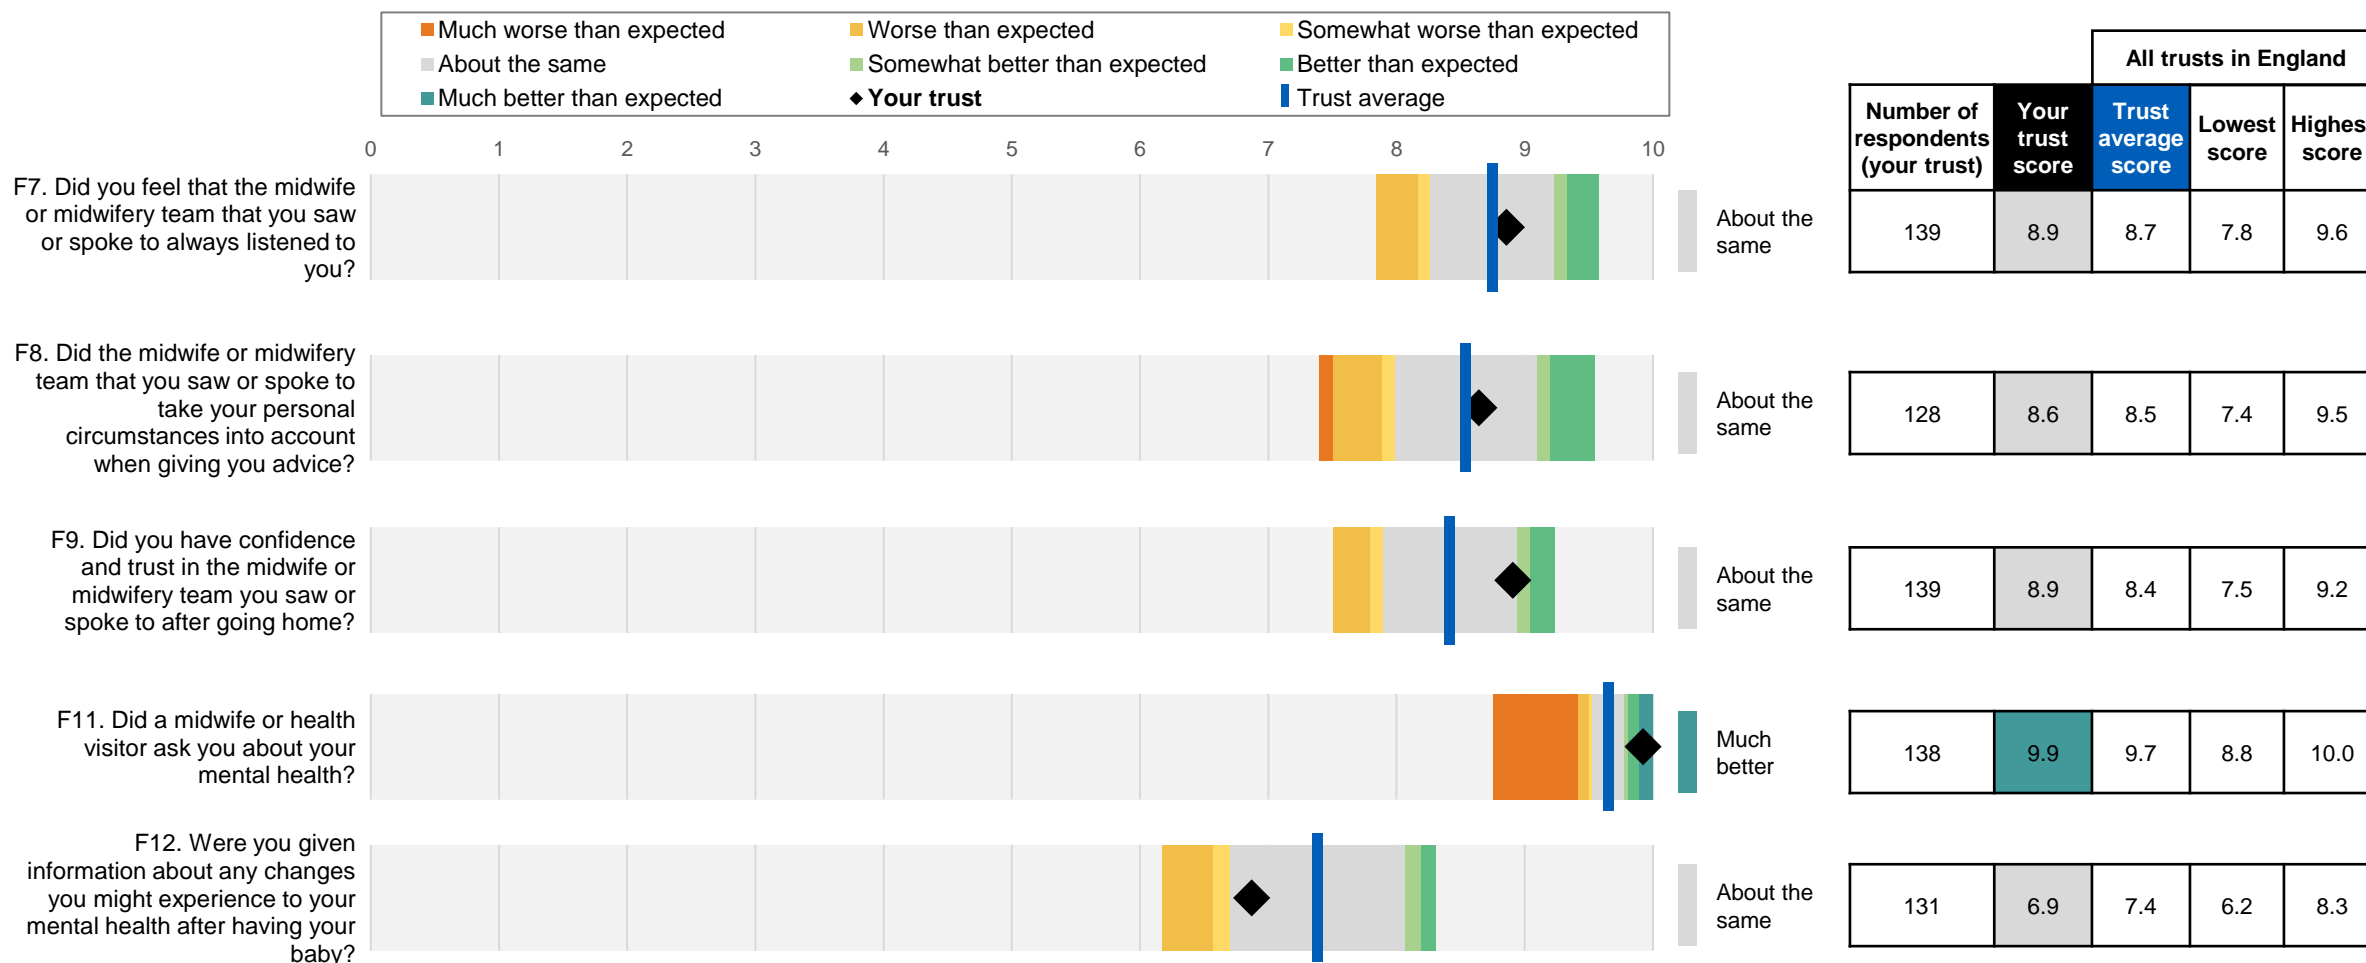 Much worse than expected
Worse than expected
Somewhat worse than expected
About the same
Somewhat better than expected
Better than expected
Much better than expected
Your trust
Trust average
All trusts in England
Number of
respondents
(your trust)
Your
trust
score
Trust
average
score
Lowest
score
Highes
score
0 1 2 3 4 5 6 7 8 9 10
F7. Did you feel that the midwife
or midwifery team that you saw
or spoke to always listened to
you?
About the
same
139 8.9 8.7 7.8 9.6
F8. Did the midwife or midwifery
team that you saw or spoke to
take your personal
circumstances into account
when giving you advice?
About the
same
128 8.6 8.5 7.4 9.5
F9. Did you have confidence
and trust in the midwife or
midwifery team you saw or
spoke to after going home?
About the
same
139 8.9 8.4 7.5 9.2
F11. Did a midwife or health
visitor ask you about your
mental health?
Much
better
138 9.9 9.7 8.8 10.0
F12. Were you given
information about any changes
you might experience to your
mental health after having your
baby?
About the
same
131 6.9 7.4 6.2 8.3